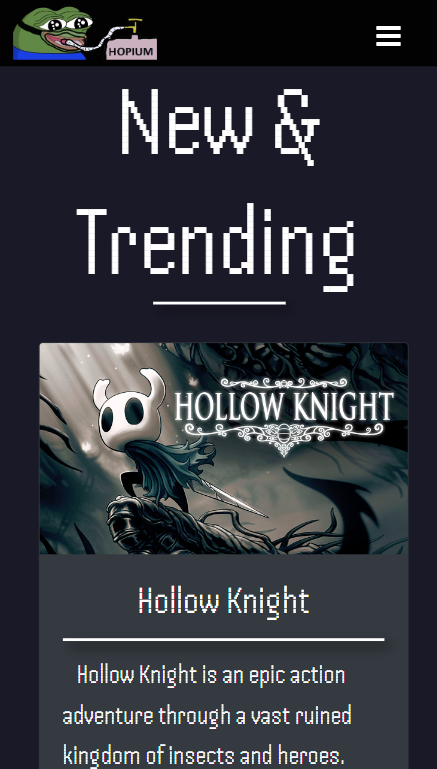 HOPIUM
New &
Trending
HOLLOW KNIGHT
Hollow Knight
Hollow Knight is an epic action
adventure through a vast ruined
kingdom of insects and heroes.